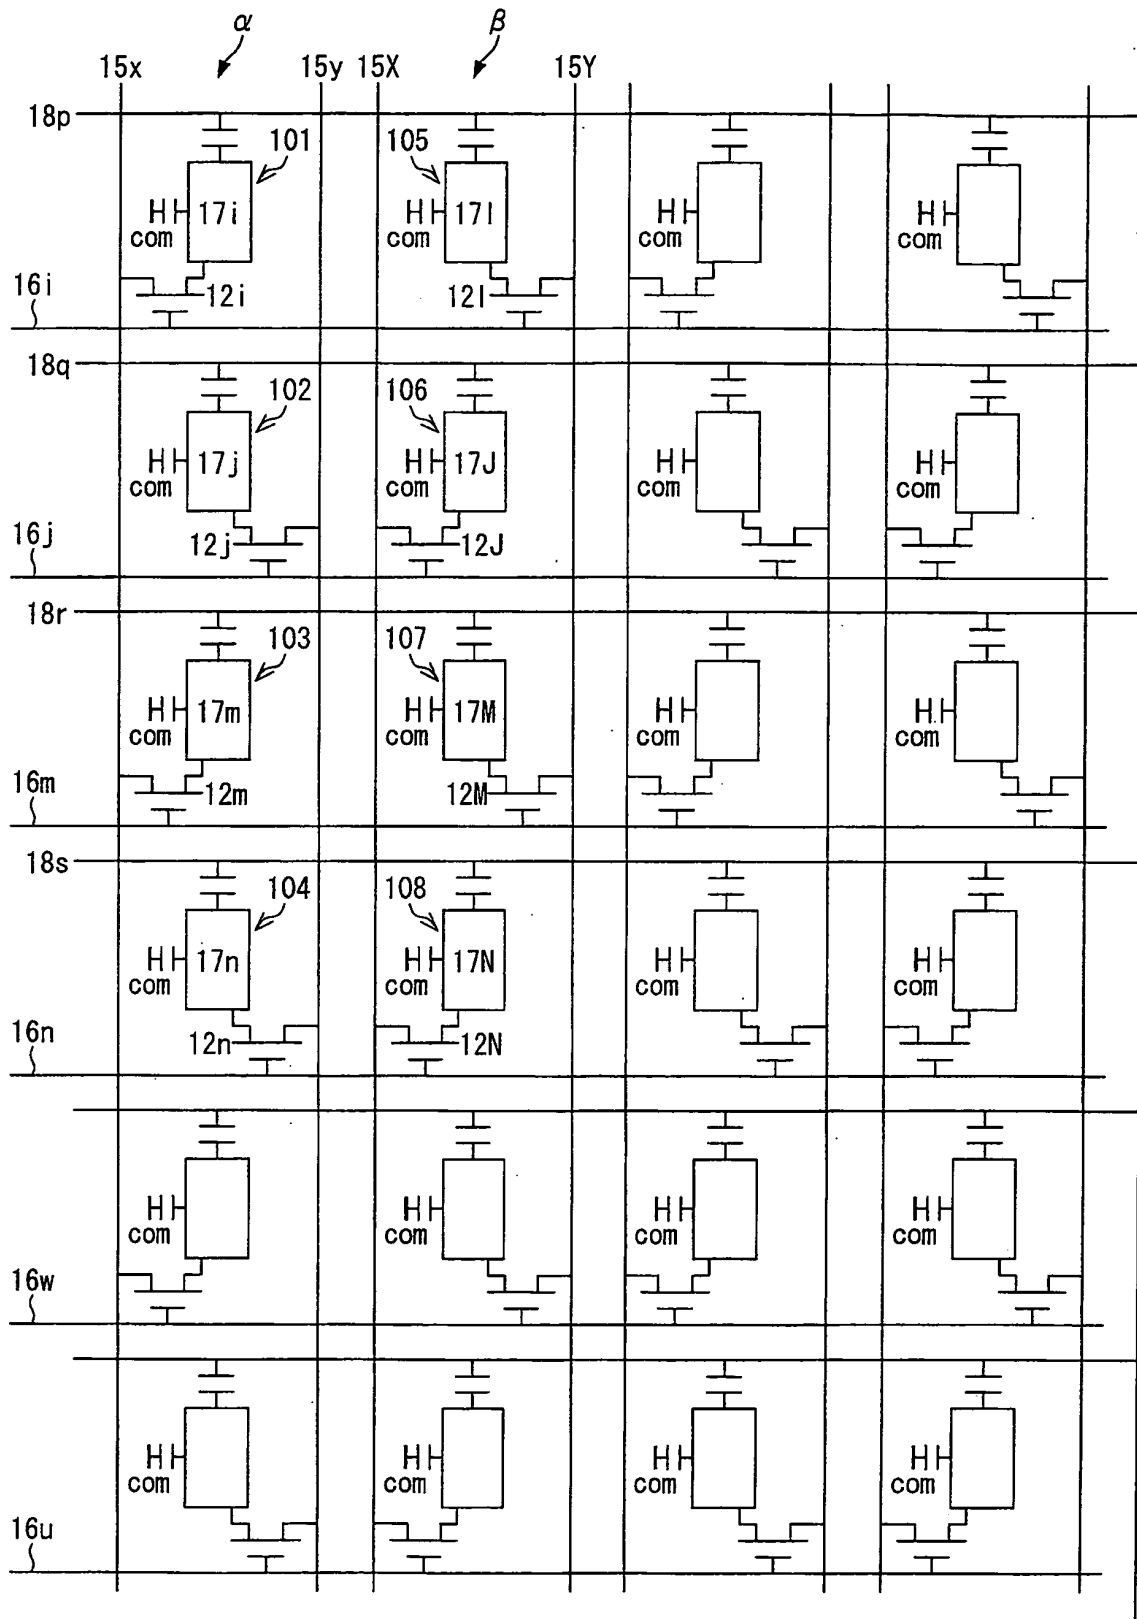 α β
15x 15y 15X 15Y
18p
101 105
17i 17I
com com com com
16i 12i 12I
18q
102 106
17j 17J
com com com com
16j 12j 12J
18r
103 107
17m 17M
com com com com
16m 12m 12M
18s
104 108
17n 17N
com com com com
16n 12n 12N
com com com com
16w
com com com com
16u